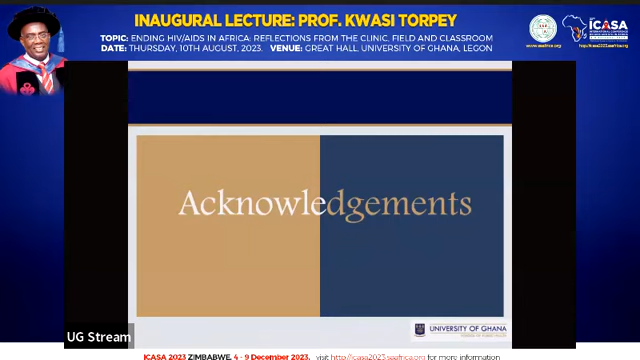 INAUGURAL LECTURE: PROF. KWASI TORPEY
TOPIC: ENDING HIV/AIDS IN AFRICA: REFLECTIONS FROM THE CLINIC, FIELD AND CLASSROOM
DATE: THURSDAY, 10TH AUGUST, 2023. VENUE: GREAT HALL, UNIVERSITY OF GHANA, LEGON
ICASA
Acknowledgements
UNIVERSITY OF GHANA
UG Stream
ICASA 2023 ZIMBABWE, 4 - 9 December 2023, visit http://icasa2023.saafrica.org for more information